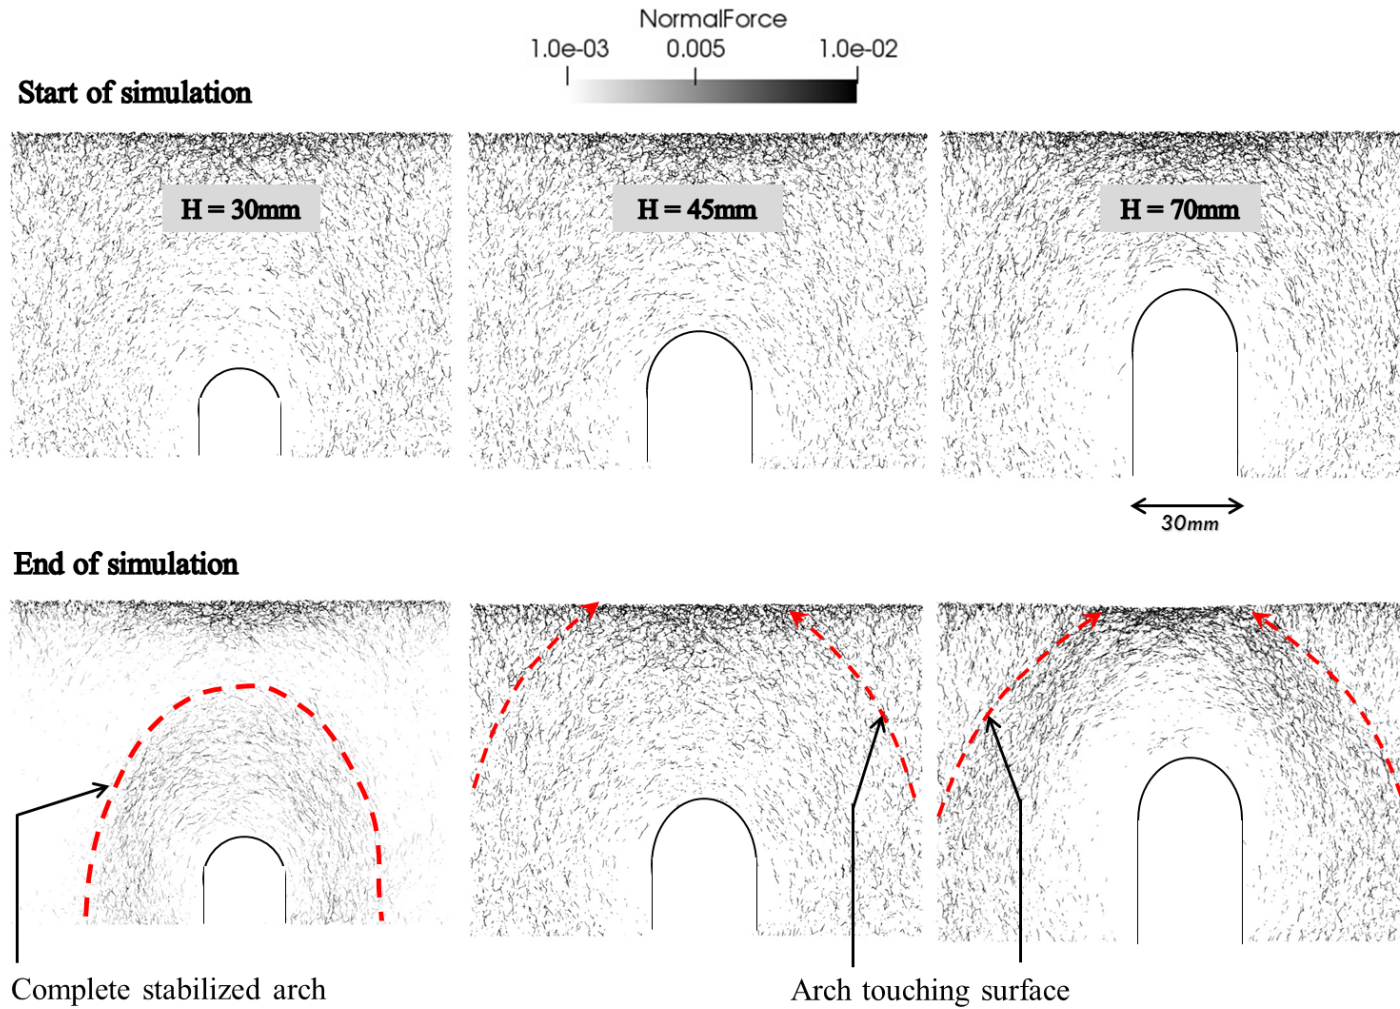 NormalForce
1.0e-03 0.005 1.0e-02
Start of simulation
H = 30mm
H = 45mm
H = 70mm
30mm
End of simulation
Complete stabilized arch
Arch touching surface